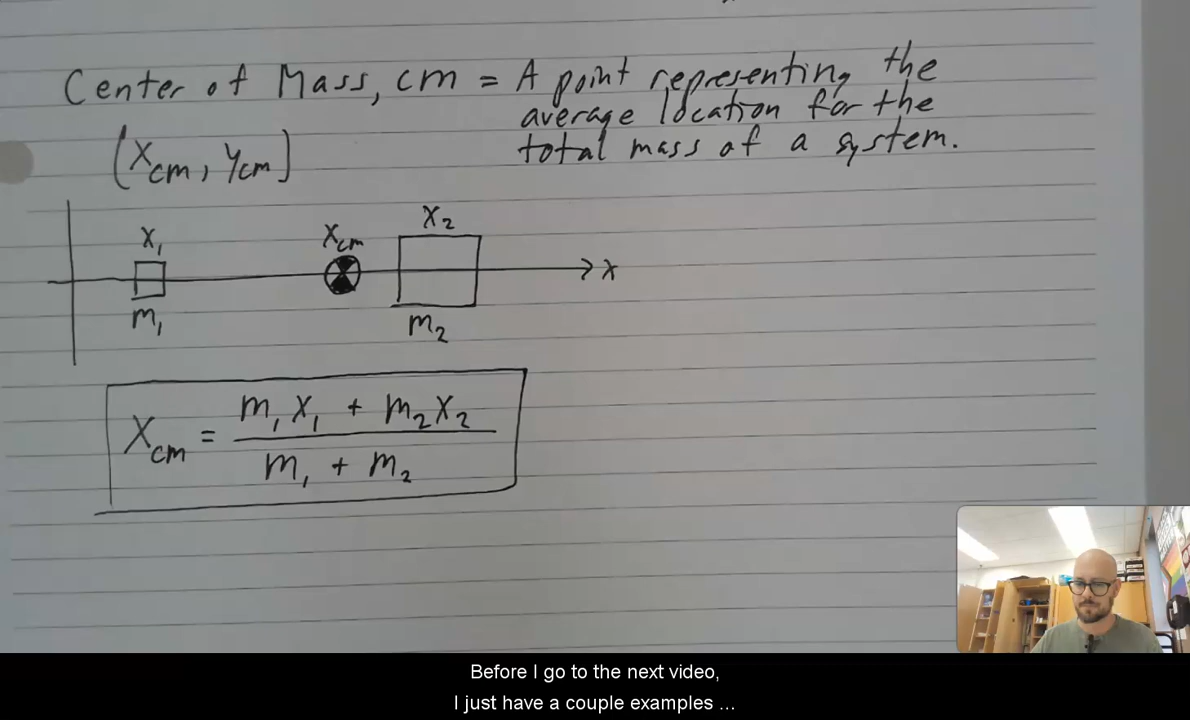 Center of Mass, cm = A point representing the
average location for the
total mass of a system.
(Xcm, Ycm)
X₁ Xcm X₂
x
m₁ m₂
Xcm = m₁X₁ + m₂X₂
m₁ + m₂
Before I go to the next video,
I just have a couple examples ...